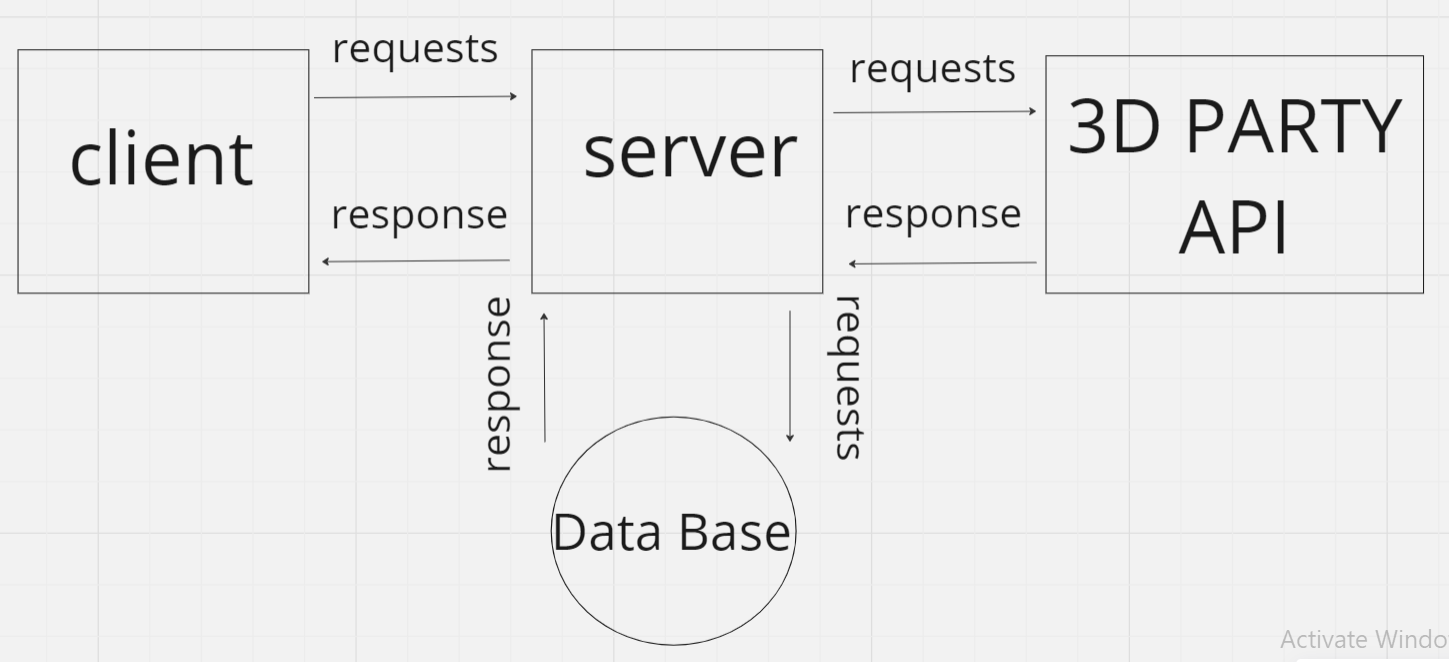 requests
client
response
server
requests
response
3D PARTY
API
response
requests
Data Base
Activate Windo